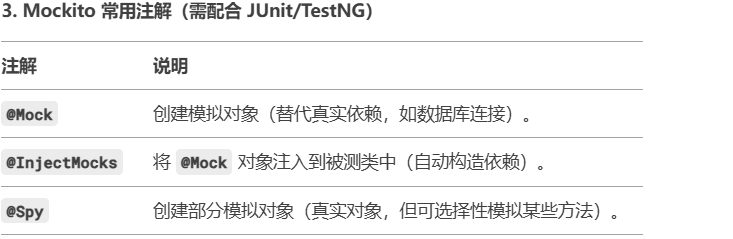 3. Mockito 常用注解（需配合 JUnit/TestNG）
注解 说明
@Mock 创建模拟对象（替代真实依赖，如数据库连接）。
@InjectMocks 将 @Mock 对象注入到被测类中（自动构造依赖）。
@Spy 创建部分模拟对象（真实对象，但可选择性模拟某些方法）。